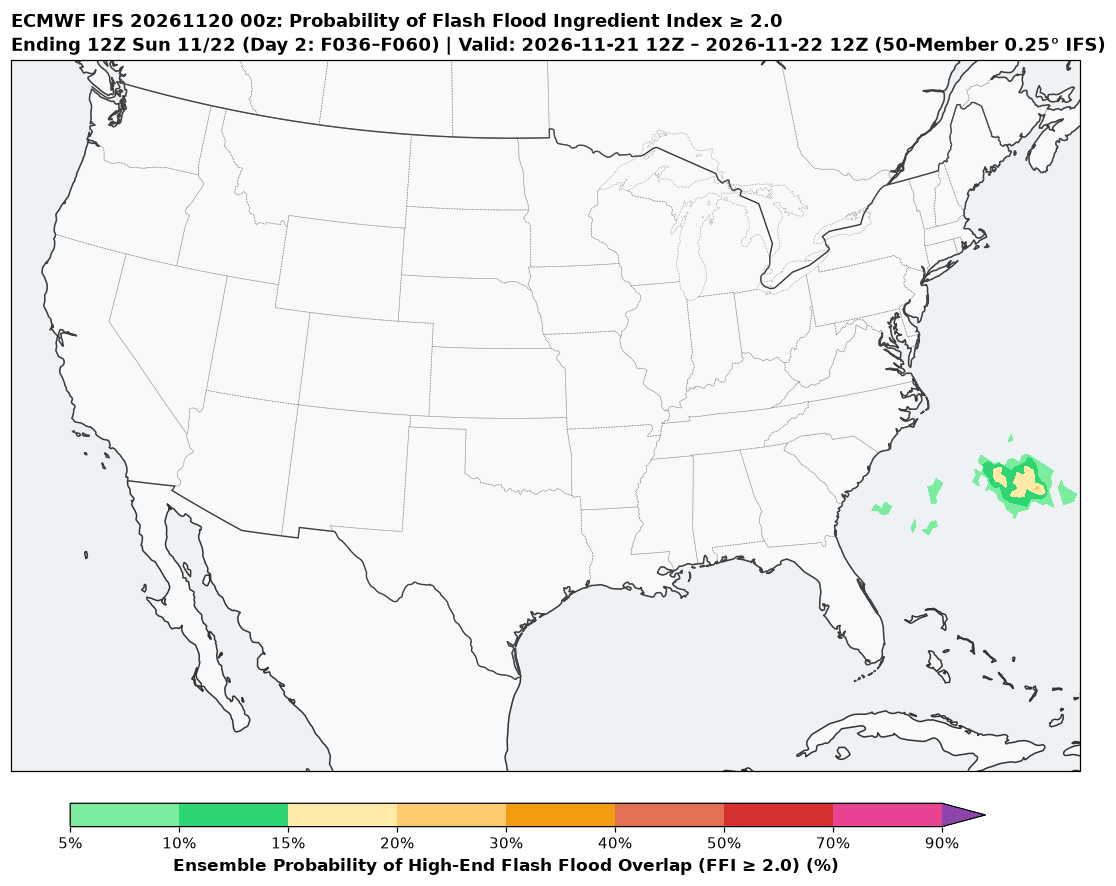 ECMWF IFS 20261120 00z: Probability of Flash Flood Ingredient Index ≥ 2.0
Ending 12Z Sun 11/22 (Day 2: F036–F060) | Valid: 2026-11-21 12Z – 2026-11-22 12Z (50-Member 0.25° IFS)
5% 10% 15% 20% 30% 40% 50% 70% 90%
Ensemble Probability of High-End Flash Flood Overlap (FFI ≥ 2.0) (%)